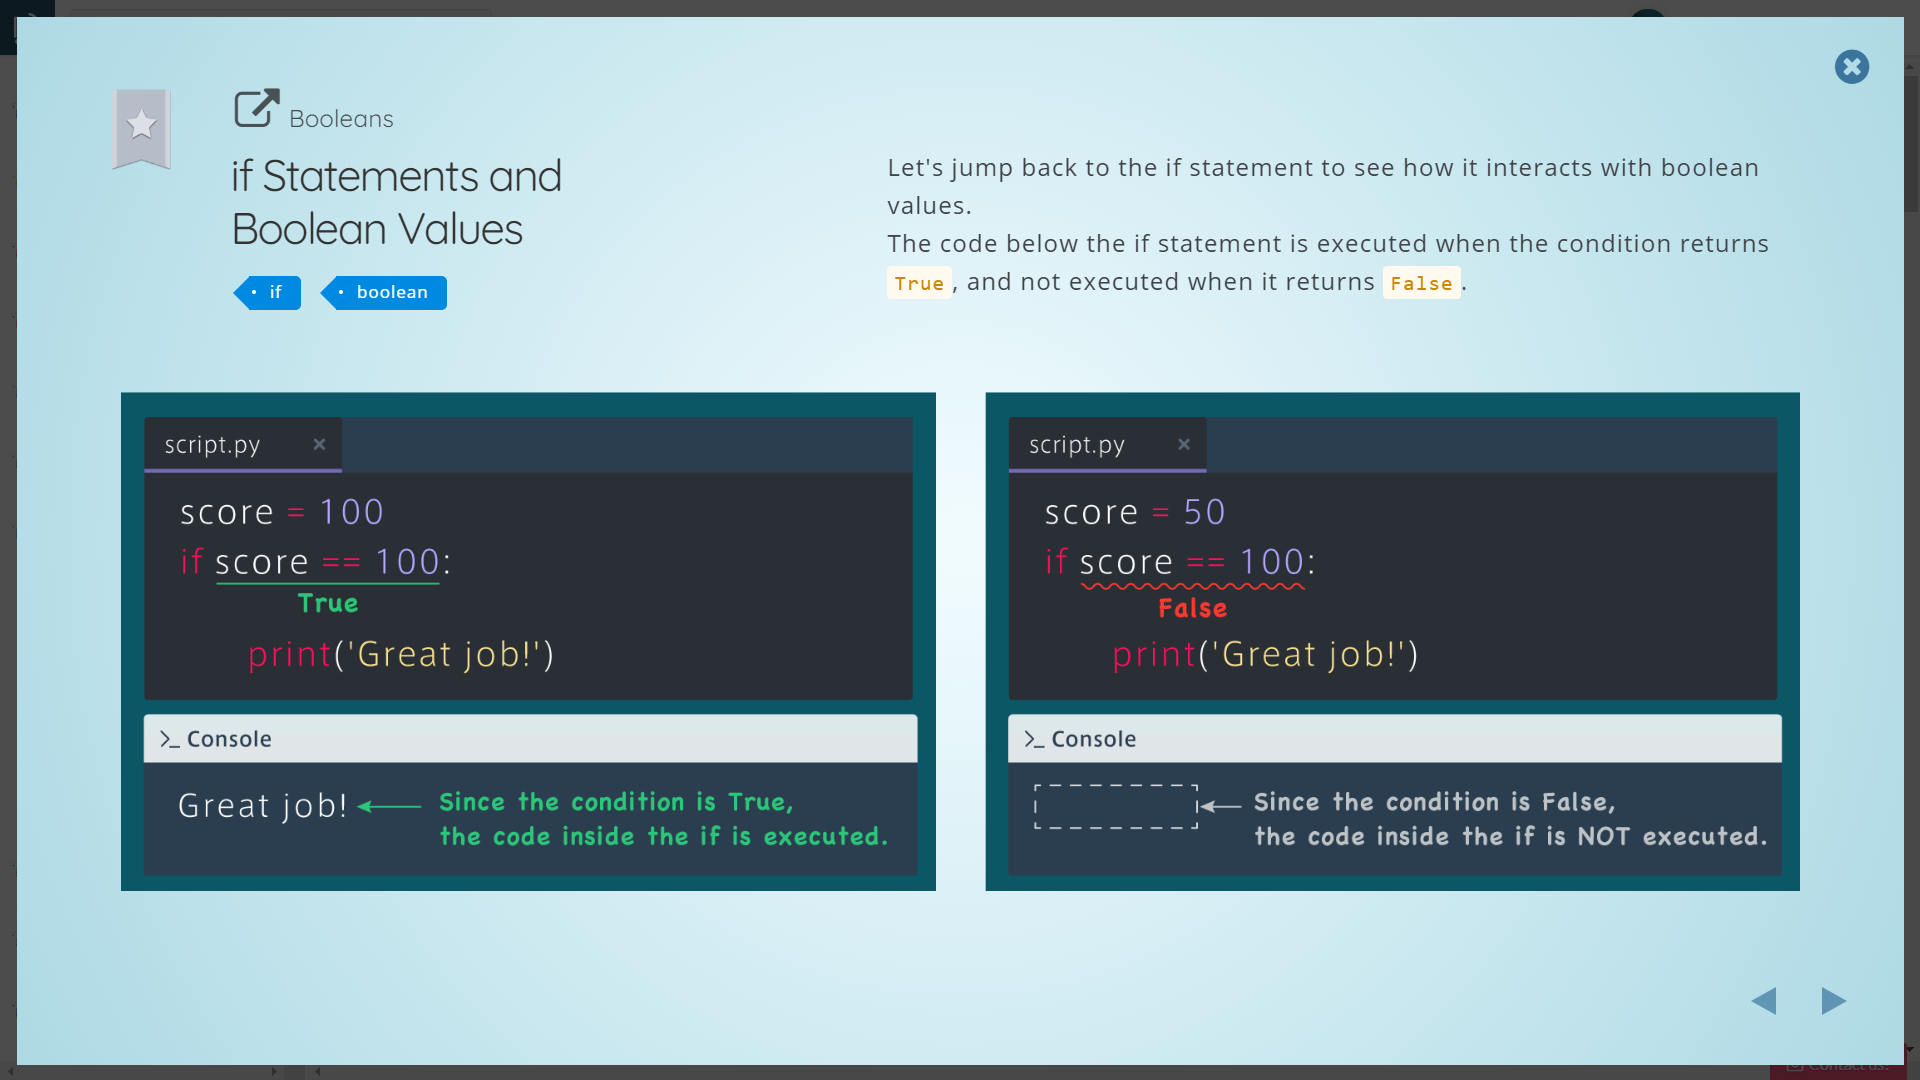 Booleans
if Statements and
Boolean Values
if
boolean
Let's jump back to the if statement to see how it interacts with boolean
values.
The code below the if statement is executed when the condition returns
True, and not executed when it returns False.
script.py ×
score = 100
if score == 100:
True
print('Great job!')
>_ Console
Great job!
Since the condition is True,
the code inside the if is executed.
script.py ×
score = 50
if score == 100:
False
print('Great job!')
>_ Console
Since the condition is False,
the code inside the if is NOT executed.
Contact us!